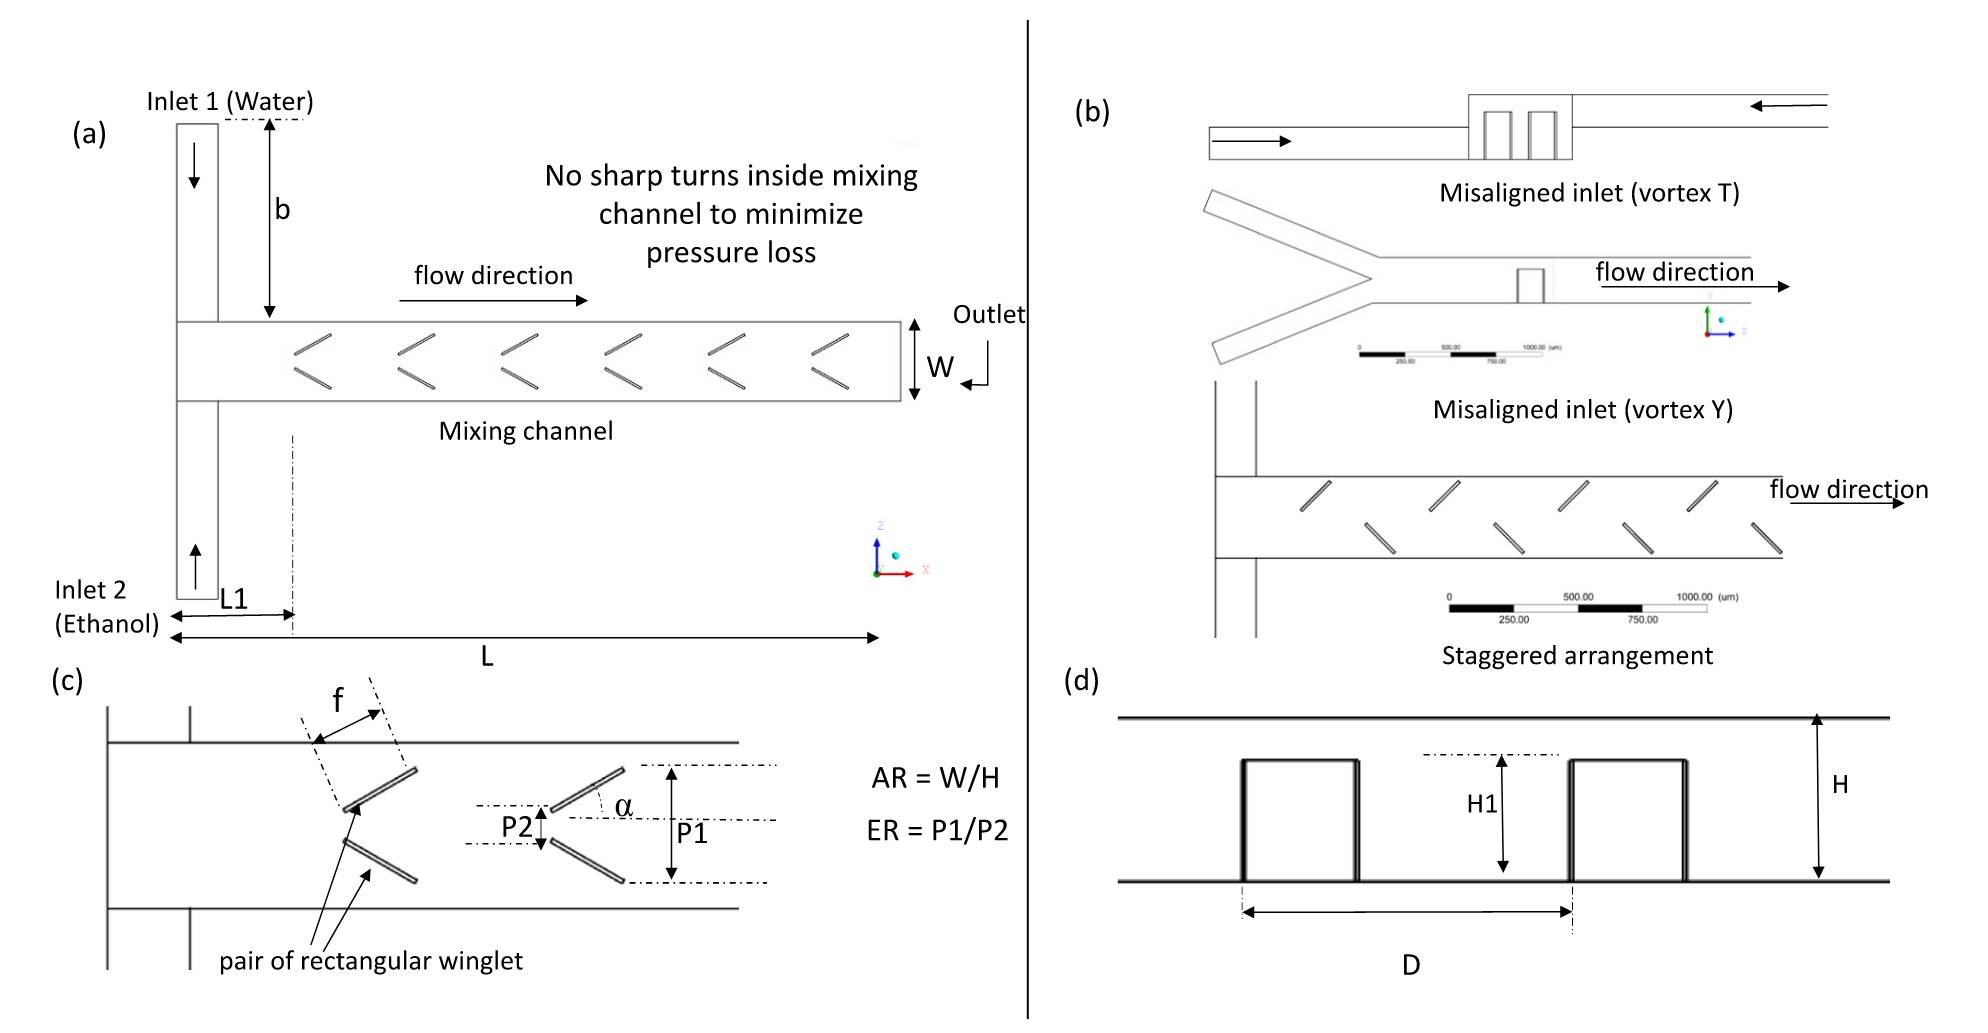 (a)
Inlet 1 (Water)
b
No sharp turns inside mixing
channel to minimize
pressure loss
flow direction
Outlet
W
Mixing channel
Z
X
Inlet 2
(Ethanol)
L1
L
(b)
Misaligned inlet (vortex T)
flow direction
Y
Z
0
500.00
1000.00 (um)
250.00
750.00
Misaligned inlet (vortex Y)
flow direction
0
500.00
1000.00 (um)
250.00
750.00
Staggered arrangement
(c)
f
α
P2
P1
AR = W/H
ER = P1/P2
pair of rectangular winglet
(d)
H1
H
D